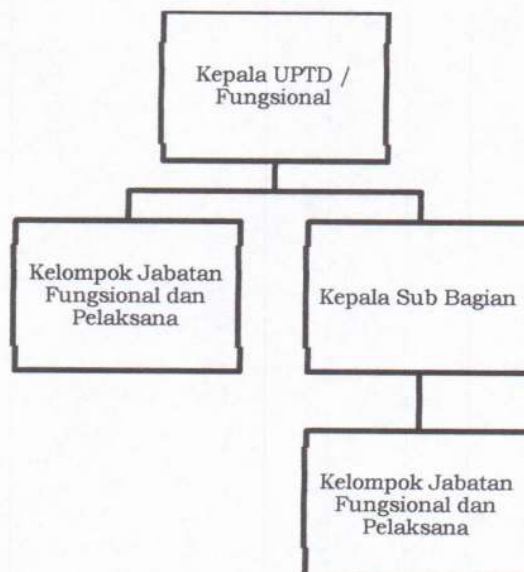 Kepala UPTD /
Fungsional
Kelompok Jabatan
Fungsional dan
Pelaksana
Kepala Sub Bagian
Kelompok Jabatan
Fungsional dan
Pelaksana